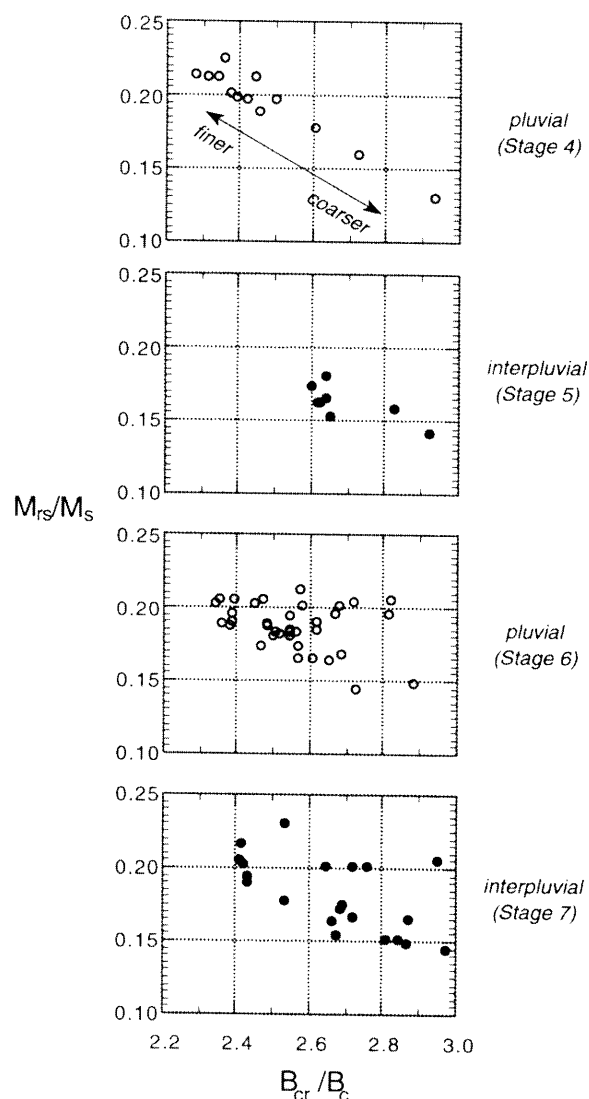 0.25
0.20
0.15
0.10
finer
coarser
pluvial
(Stage 4)
0.25
0.20
0.15
0.10
interpluvial
(Stage 5)
Mrs/Ms
0.25
0.20
0.15
0.10
pluvial
(Stage 6)
0.25
0.20
0.15
0.10
interpluvial
(Stage 7)
2.2 2.4 2.6 2.8 3.0
Bcr/Bc